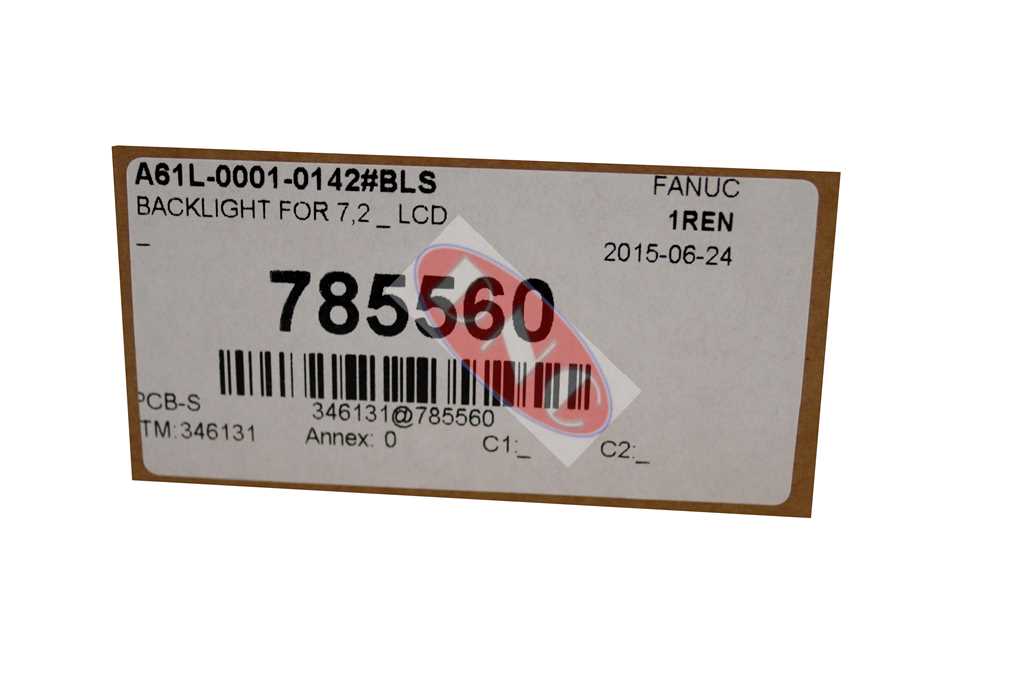 A61L-0001-0142#BLS
FANUC
BACKLIGHT FOR 7,2 _ LCD
1REN
_
2015-06-24
785560
346131@785560
PCB-S
TM:346131
Annex: 0
C1:_
C2:_